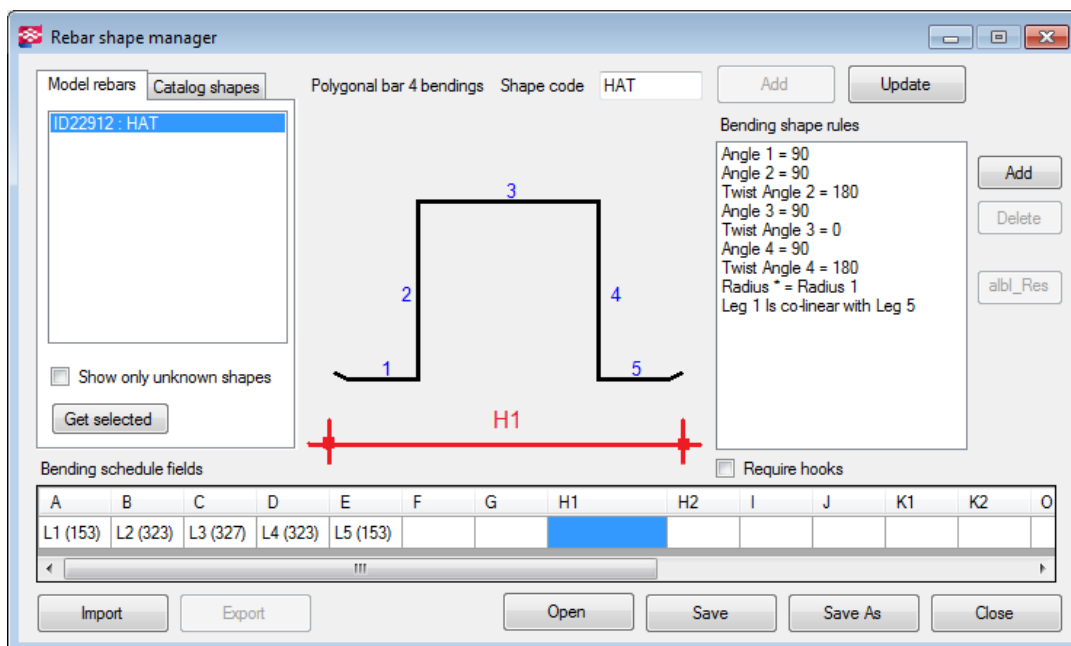 Rebar shape manager
Model rebars
Catalog shapes
Polygonal bar 4 bendings
Shape code
HAT
Add
Update
ID22912 : HAT
Bending shape rules
Angle 1 = 90
Angle 2 = 90
Twist Angle 2 = 180
Angle 3 = 90
Twist Angle 3 = 0
Angle 4 = 90
Twist Angle 4 = 180
Radius * = Radius 1
Leg 1 Is co-linear with Leg 5
Add
Delete
albl_Res
3
2
4
1
5
H1
Show only unknown shapes
Get selected
Require hooks
Bending schedule fields
A B C D E F G H1 H2 I J K1 K2 O
L1 (153) L2 (323) L3 (327) L4 (323) L5 (153)
Import
Export
Open
Save
Save As
Close